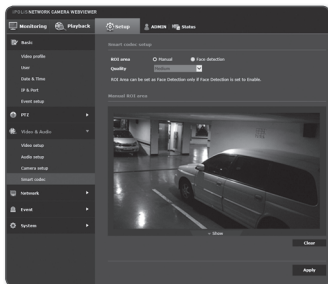 iPOLiS NETWORK CAMERA WEBVIEWER
Monitoring
Playback
Setup
ADMIN
Status
Basic
Video profile
User
Date & Time
IP & Port
Event setup
PTZ
Video & Audio
Video setup
Audio setup
Camera setup
Smart codec
Network
Event
System
Smart codec setup
ROI area
Manual
Face detection
Quality
Medium
ROI Area can be set as Face Detection only if Face Detection is set to Enable.
Manual ROI area
Show
Clear
Apply